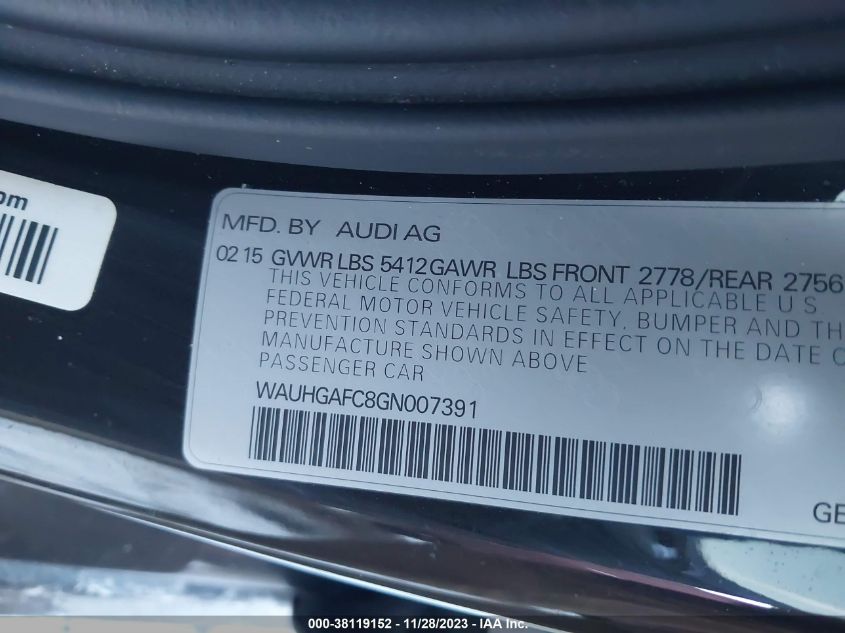 om
MFD. BY AUDI AG
02 15 GVWR LBS 5412 GAWR LBS FRONT 2778/REAR 2756
THIS VEHICLE CONFORMS TO ALL APPLICABLE U S
FEDERAL MOTOR VEHICLE SAFETY, BUMPER AND TH
PREVENTION STANDARDS IN EFFECT ON THE DATE O
MANUFACTURE SHOWN ABOVE
PASSENGER CAR
WAUHGAFC8GN007391
GE
000-38119152 - 11/28/2023 - IAA Inc.